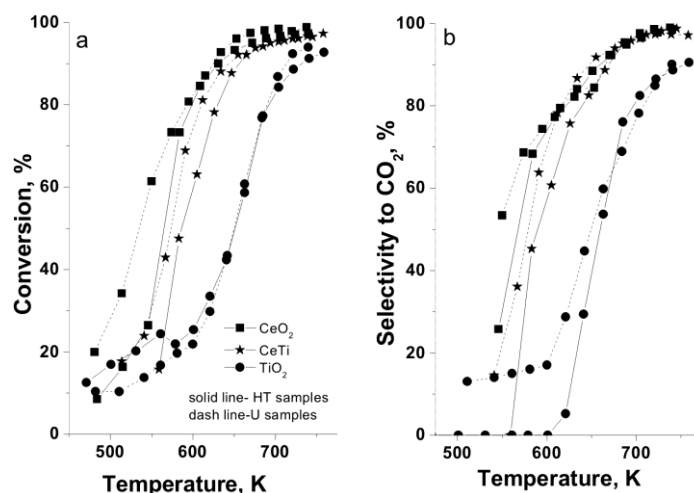 a
Conversion, %
100
80
60
40
20
0
500
600
700
Temperature, K
CeO₂
CeTi
TiO₂
solid line- HT samples
dash line-U samples
b
Selectivity to CO₂, %
100
80
60
40
20
0
500
600
700
Temperature, K